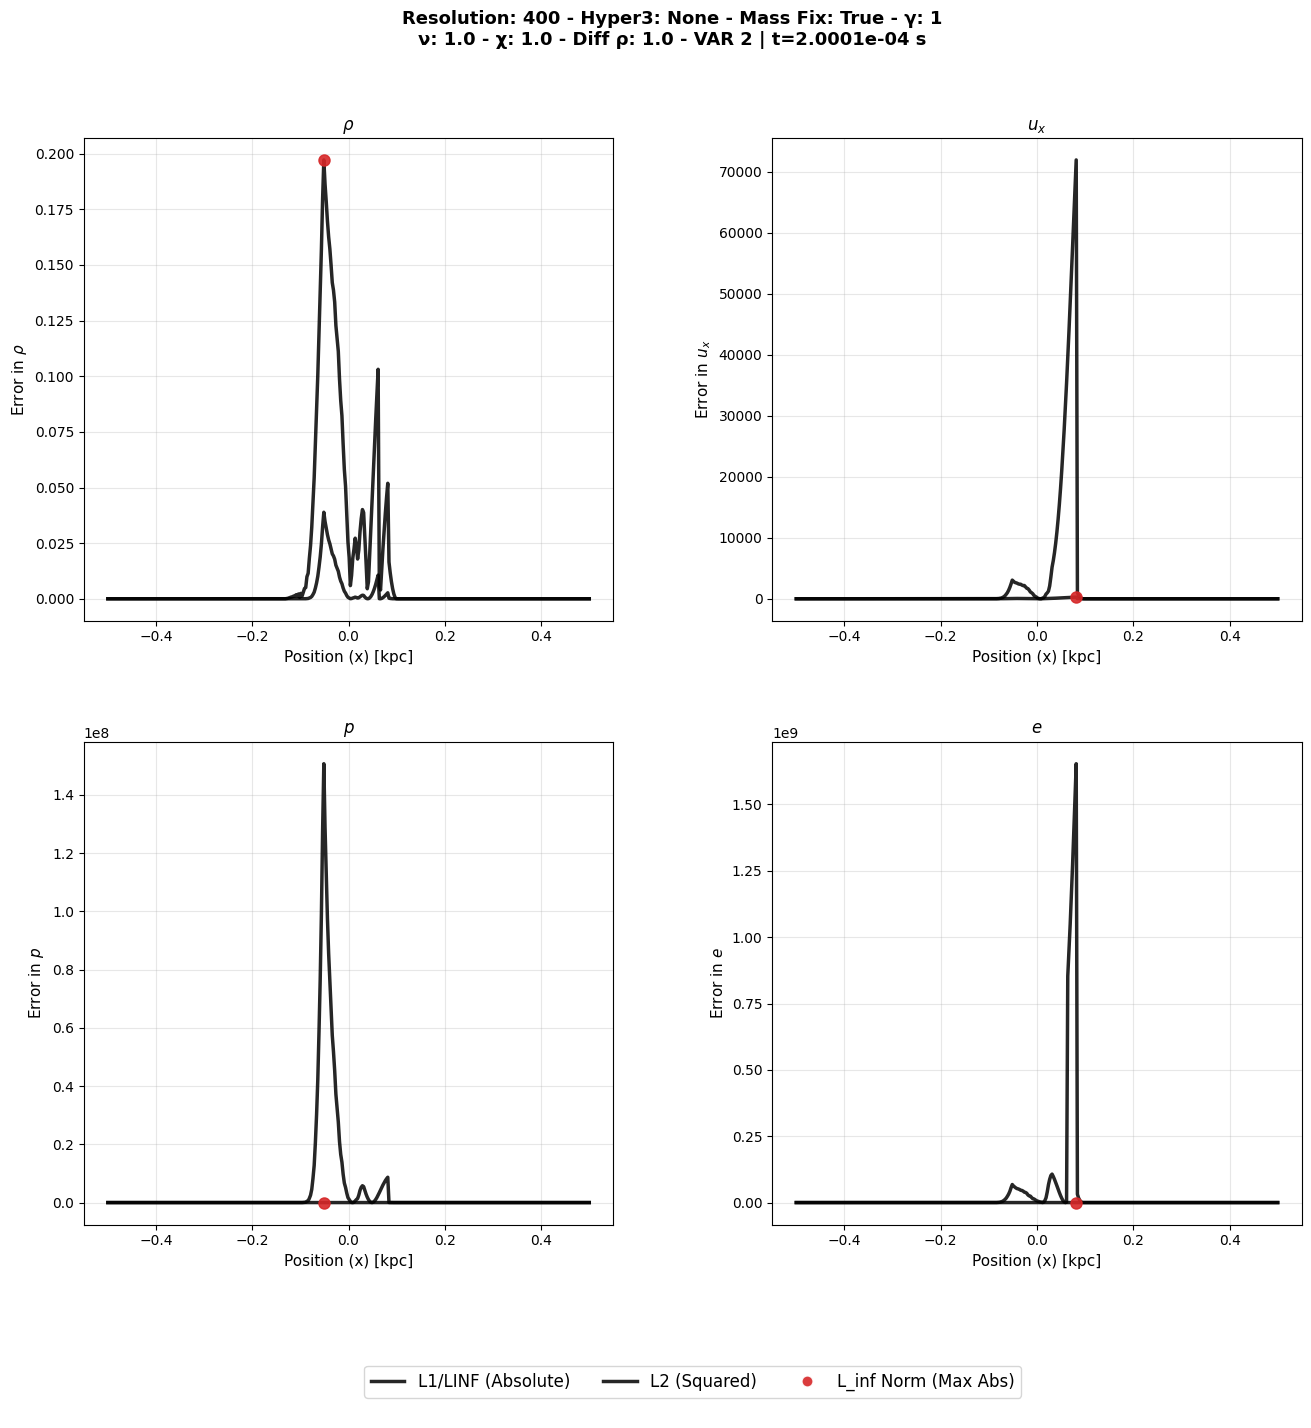 Resolution: 400 - Hyper3: None - Mass Fix: True - γ: 1
ν: 1.0 - χ: 1.0 - Diff ρ: 1.0 - VAR 2 | t=2.0001e-04 s
ρ
0.200
0.175
0.150
0.125
0.100
0.075
0.050
0.025
0.000
Error in ρ
−0.4 −0.2 0.0 0.2 0.4
Position (x) [kpc]
u_x
70000
60000
50000
40000
30000
20000
10000
0
Error in u_x
−0.4 −0.2 0.0 0.2 0.4
Position (x) [kpc]
p
1e8
1.4
1.2
1.0
0.8
0.6
0.4
0.2
0.0
Error in p
−0.4 −0.2 0.0 0.2 0.4
Position (x) [kpc]
e
1e9
1.50
1.25
1.00
0.75
0.50
0.25
0.00
Error in e
−0.4 −0.2 0.0 0.2 0.4
Position (x) [kpc]
L1/LINF (Absolute) L2 (Squared) L_inf Norm (Max Abs)